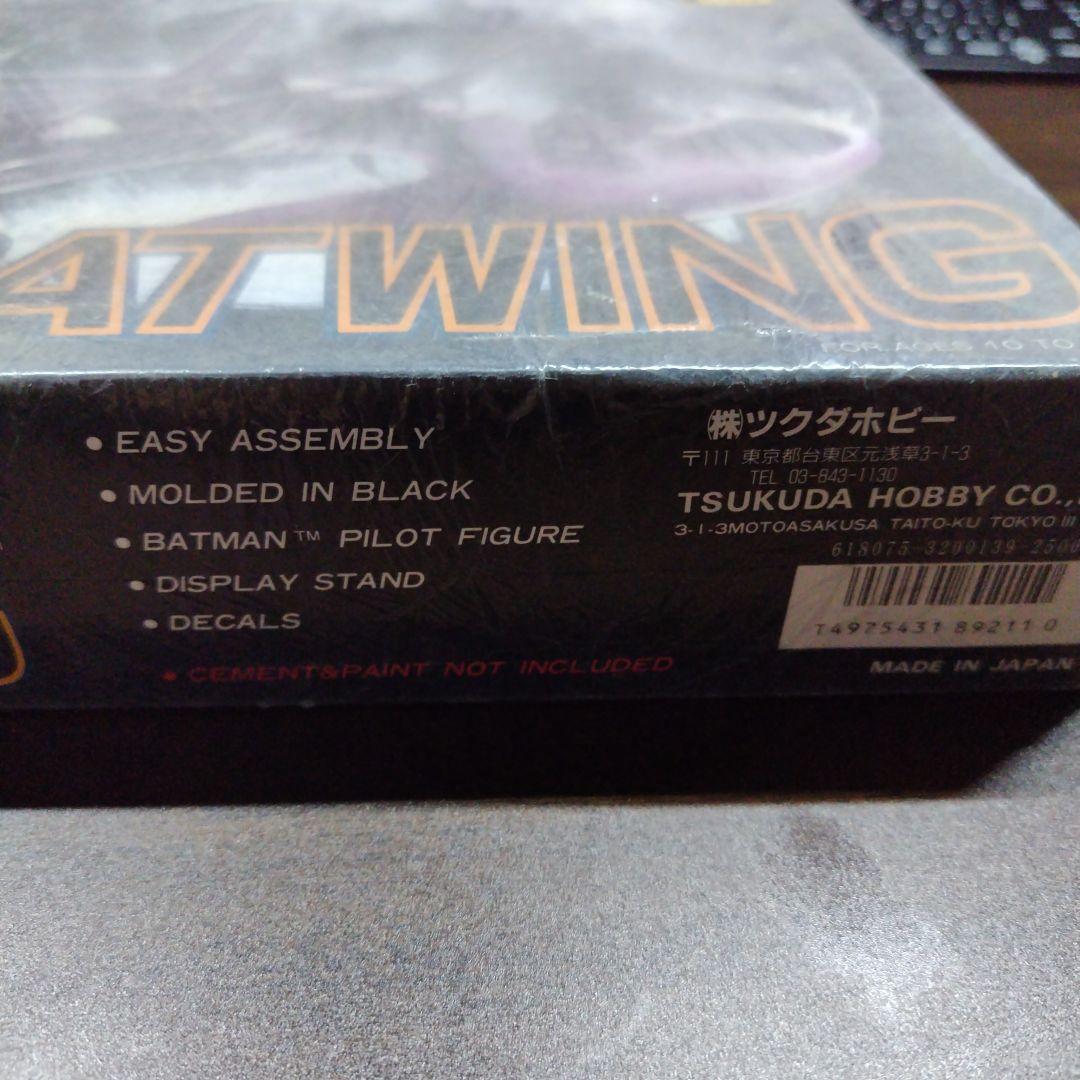 ATWING
FOR AGES 10 TO
• EASY ASSEMBLY
• MOLDED IN BLACK
• BATMAN™ PILOT FIGURE
• DISPLAY STAND
• DECALS
• CEMENT&PAINT NOT INCLUDED
㈱ツクダホビー
〒111 東京都台東区元浅草3-1-3
TEL 03-843-1130
TSUKUDA HOBBY CO.,
3-1-3MOTOASAKUSA TAITO-KU TOKYO 111
618075-3200139-2500
T4975431 89211 0
MADE IN JAPAN